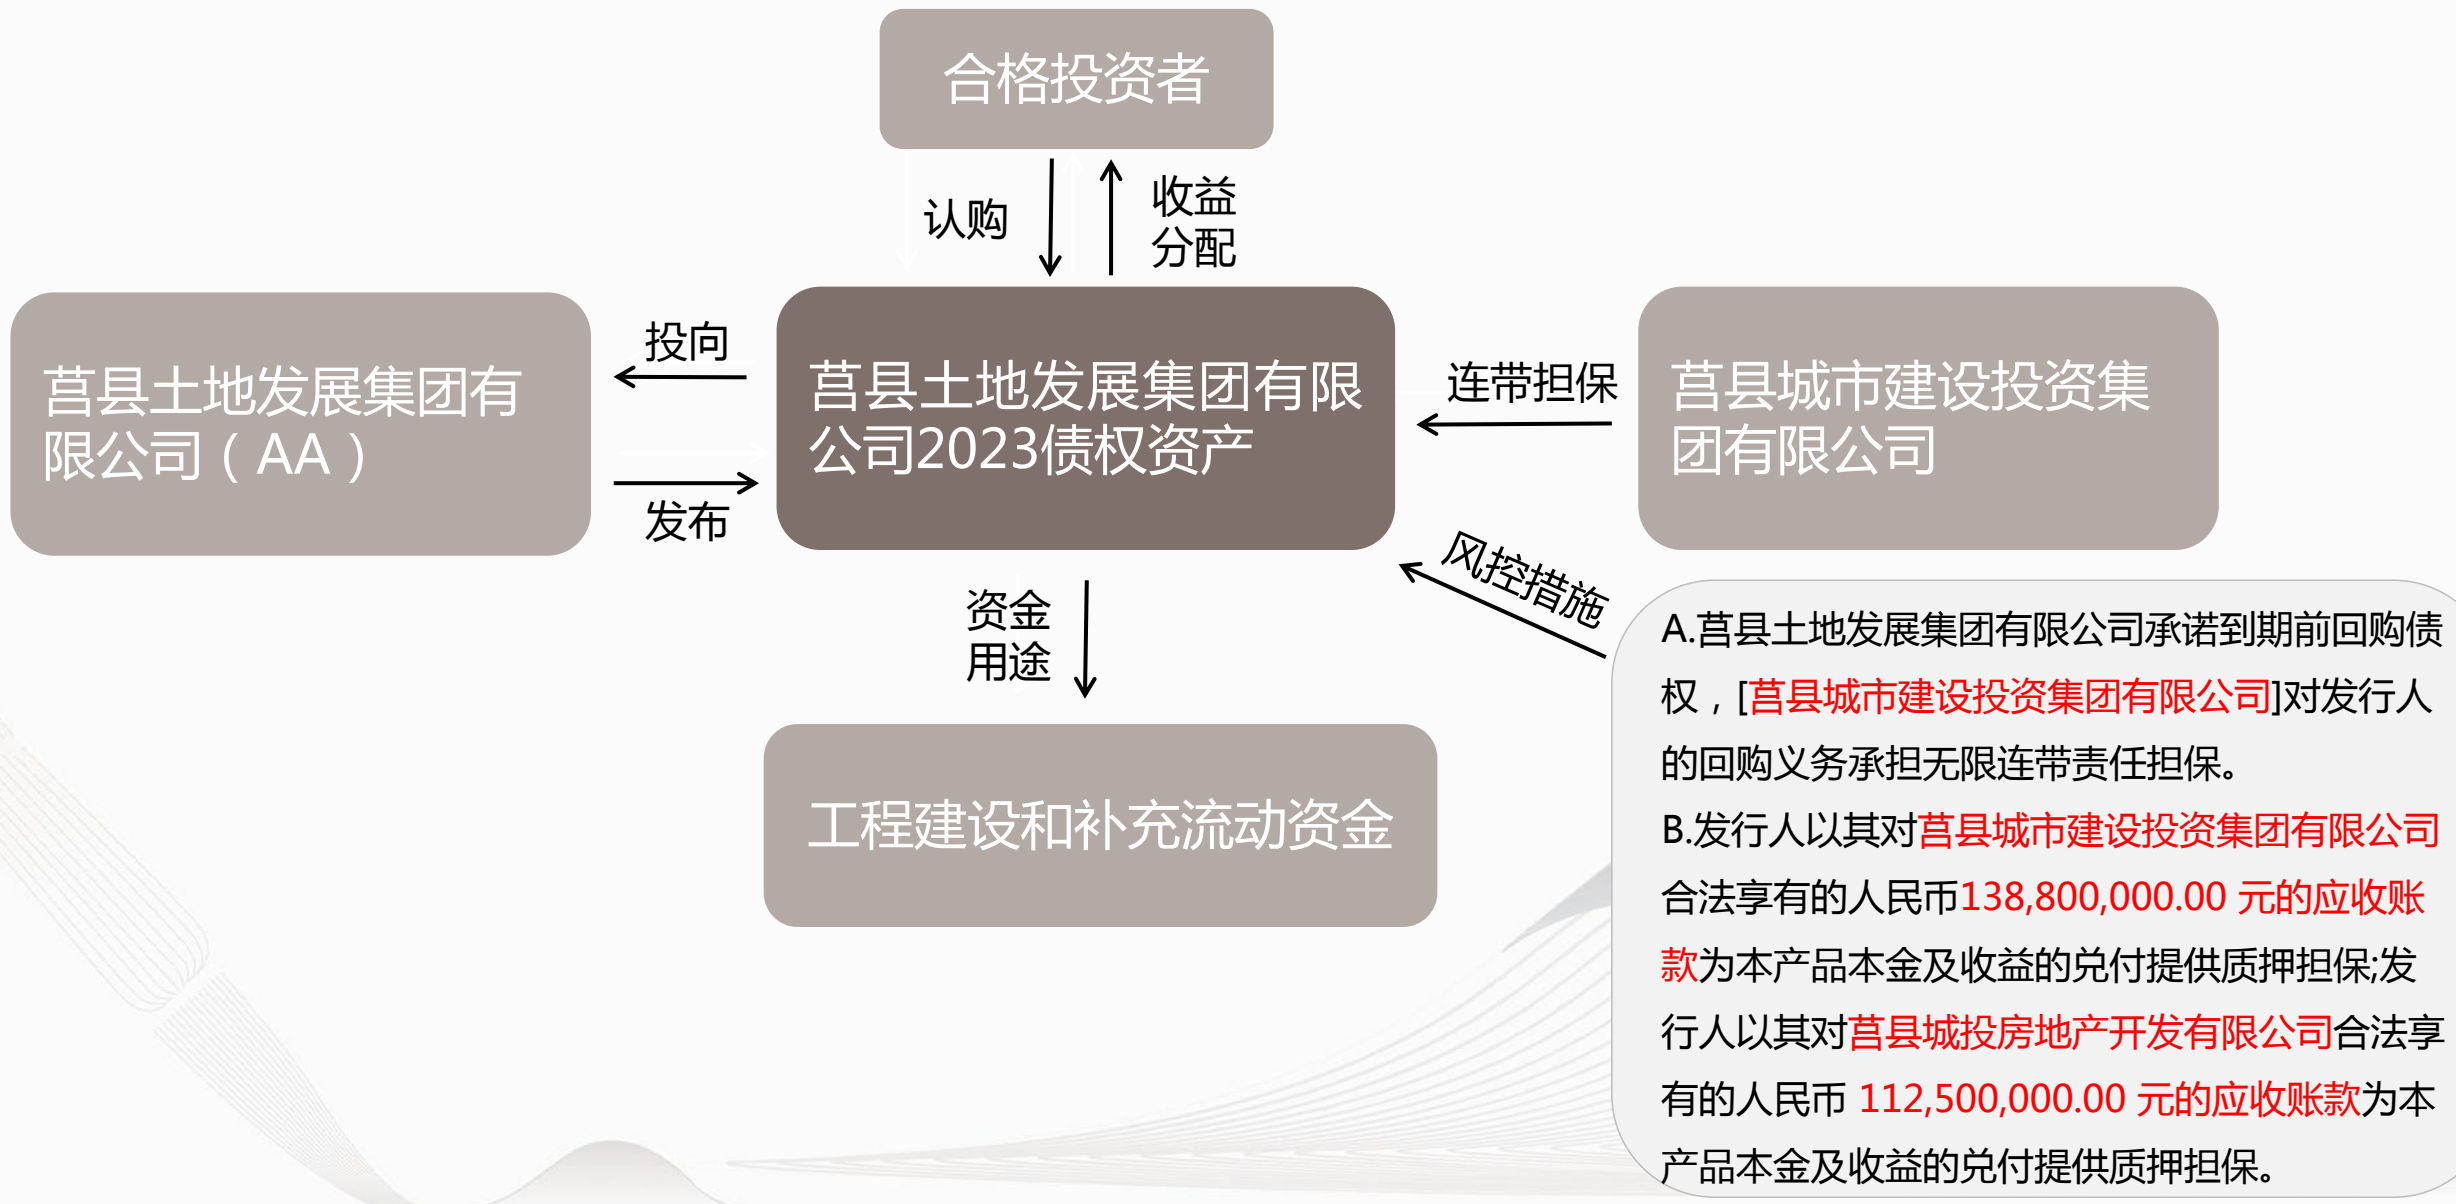 合格投资者
认购
收益
分配
莒县土地发展集团有
限公司（AA）
投向
发布
莒县土地发展集团有限
公司2023债权资产
连带担保
莒县城市建设投资集
团有限公司
风控措施
资金
用途
工程建设和补充流动资金
A.莒县土地发展集团有限公司承诺到期前回购债
权，[莒县城市建设投资集团有限公司]对发行人
的回购义务承担无限连带责任担保。
B.发行人以其对莒县城市建设投资集团有限公司
合法享有的人民币138,800,000.00 元的应收账
款为本产品本金及收益的兑付提供质押担保;发
行人以其对莒县城投房地产开发有限公司合法享
有的人民币 112,500,000.00 元的应收账款为本
产品本金及收益的兑付提供质押担保。